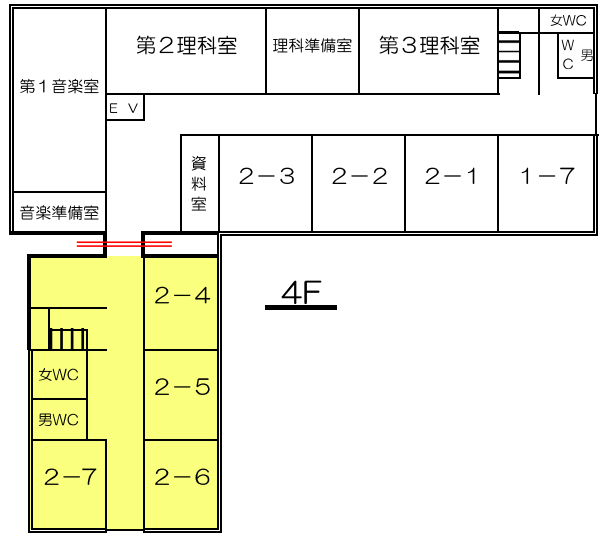 第2理科室
理科準備室
第3理科室
女WC
W
C
男
第1音楽室
EV
資
料
室
2-3
2-2
2-1
1-7
音楽準備室
2-4
4F
女WC
2-5
男WC
2-7
2-6